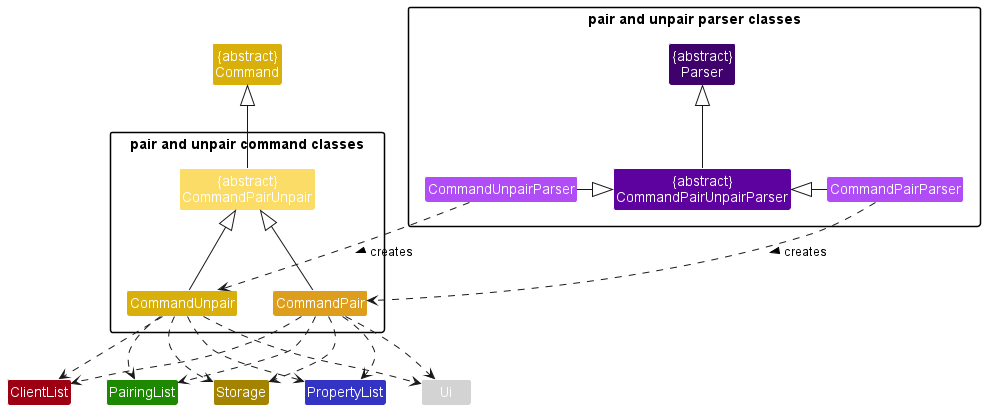 pair and unpair parser classes
{abstract}
Command
{abstract}
Parser
pair and unpair command classes
{abstract}
CommandPairUnpair
CommandUnpairParser
{abstract}
CommandPairUnpairParser
CommandPairParser
creates
creates
CommandUnpair
CommandPair
ClientList
PairingList
Storage
PropertyList
Ui